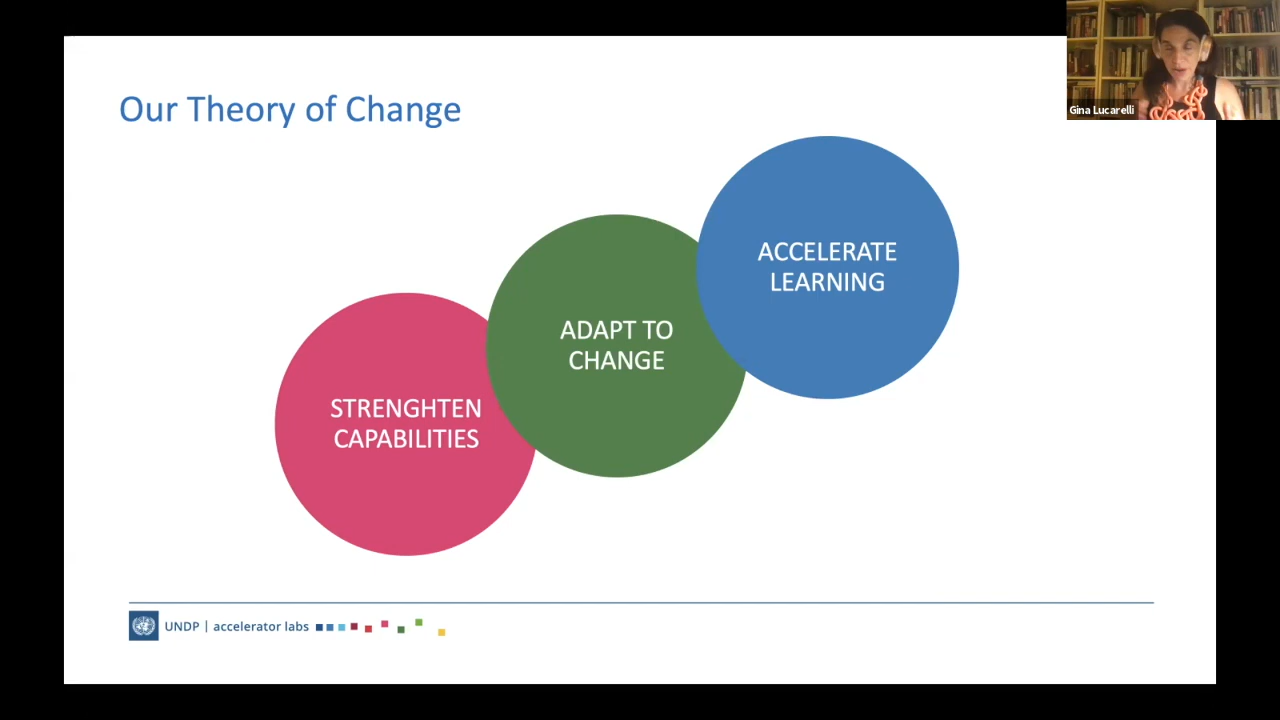 Our Theory of Change
Gina Lucarelli
ACCELERATE
LEARNING
ADAPT TO
CHANGE
STRENGHTEN
CAPABILITIES
UNDP | accelerator labs